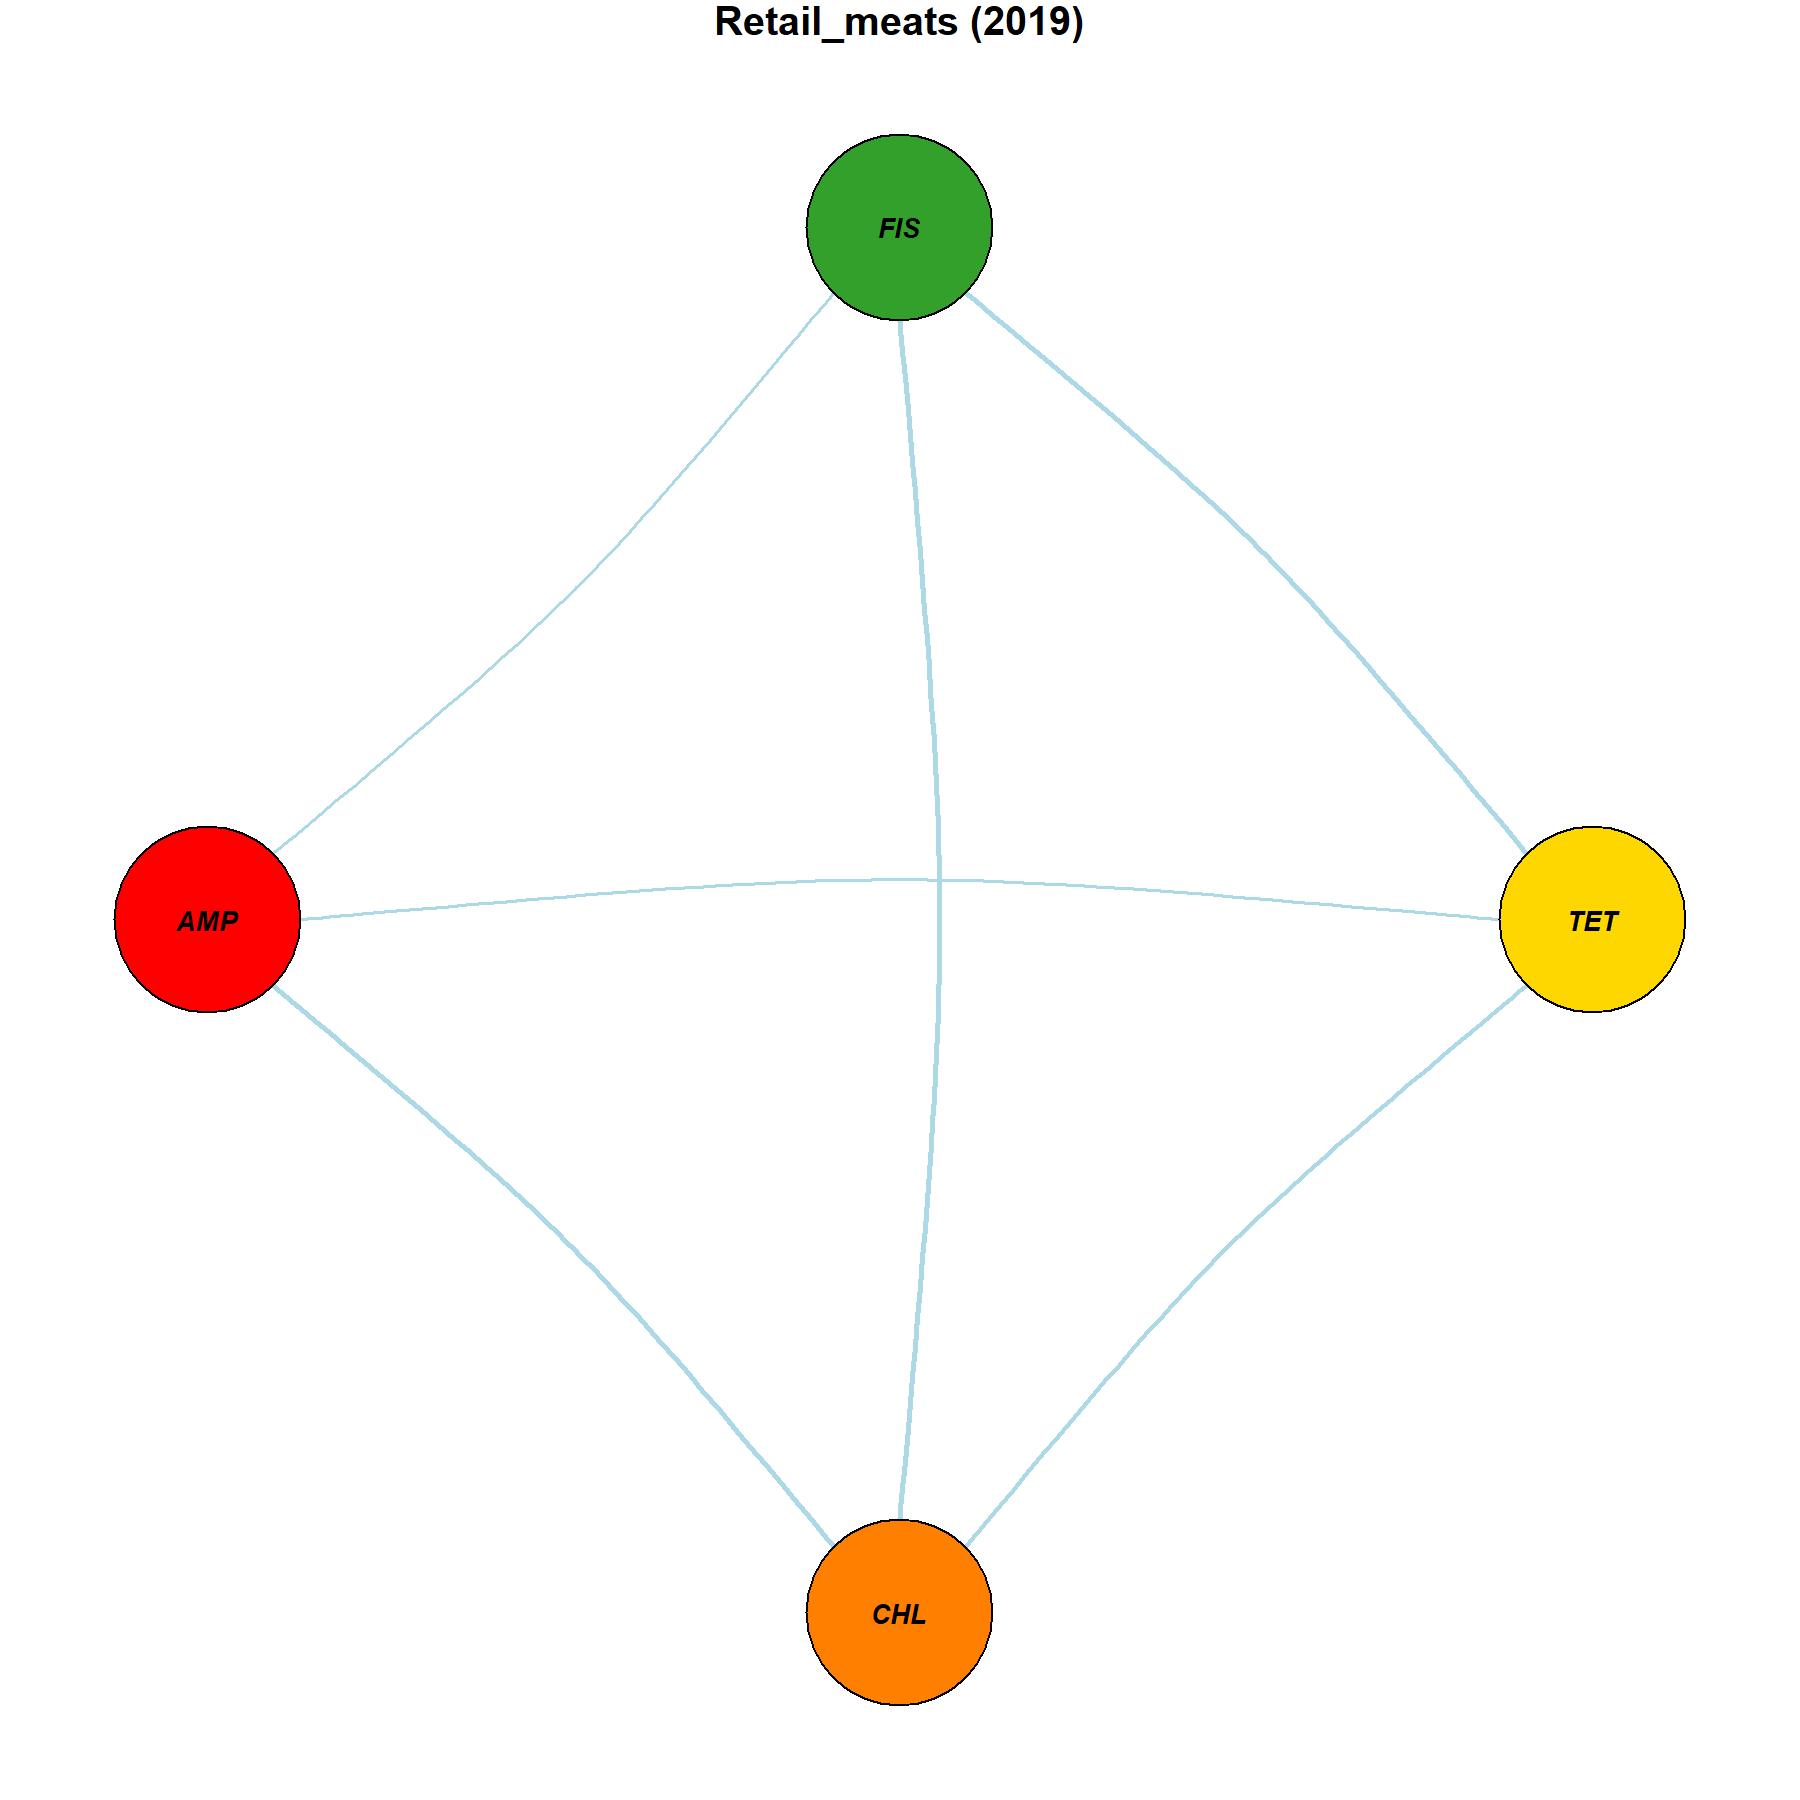 Retail_meats (2019)
FIS
AMP
TET
CHL